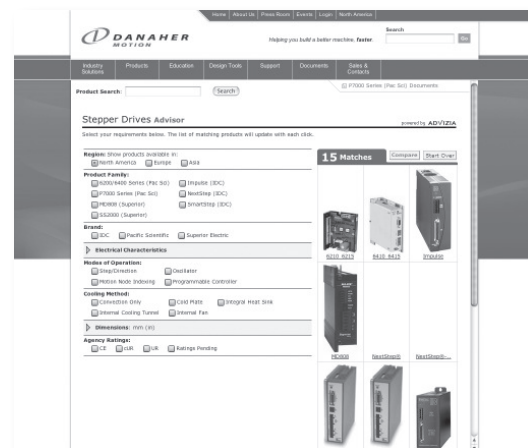 Home | About Us | Press Room | Events | Login | North America
DANAHER
MOTION
Helping you build a better machine, faster.
Search
Go
Industry Solutions Products Education Design Tools Support Documents Sales & Contacts
Product Search: Search
P7000 Series (Pac Sci) Documents
Stepper Drives Advisor
powered by ADVIZIA
Select your requirements below. The list of matching products will update with each click.
Region: Show products available in:
North America Europe Asia
Product Family:
6200/6400 Series (Pac Sci) Impulse (IDC)
P7000 Series (Pac Sci) NextStep (IDC)
MD808 (Superior) SmartStep (IDC)
SS2000 (Superior)
Brand:
IDC Pacific Scientific Superior Electric
Electrical Characteristics
Modes of Operation:
Step/Direction Oscillator
Motion Node Indexing Programmable Controller
Cooling Method:
Convection Only Cold Plate Integral Heat Sink
Internal Cooling Tunnel Internal Fan
Dimensions: mm (in)
Agency Ratings:
CE cUR UR Ratings Pending
15 Matches Compare Start Over
6210 6215 6410 6415 Impulse
MD808 NextStep® NextStep®-...